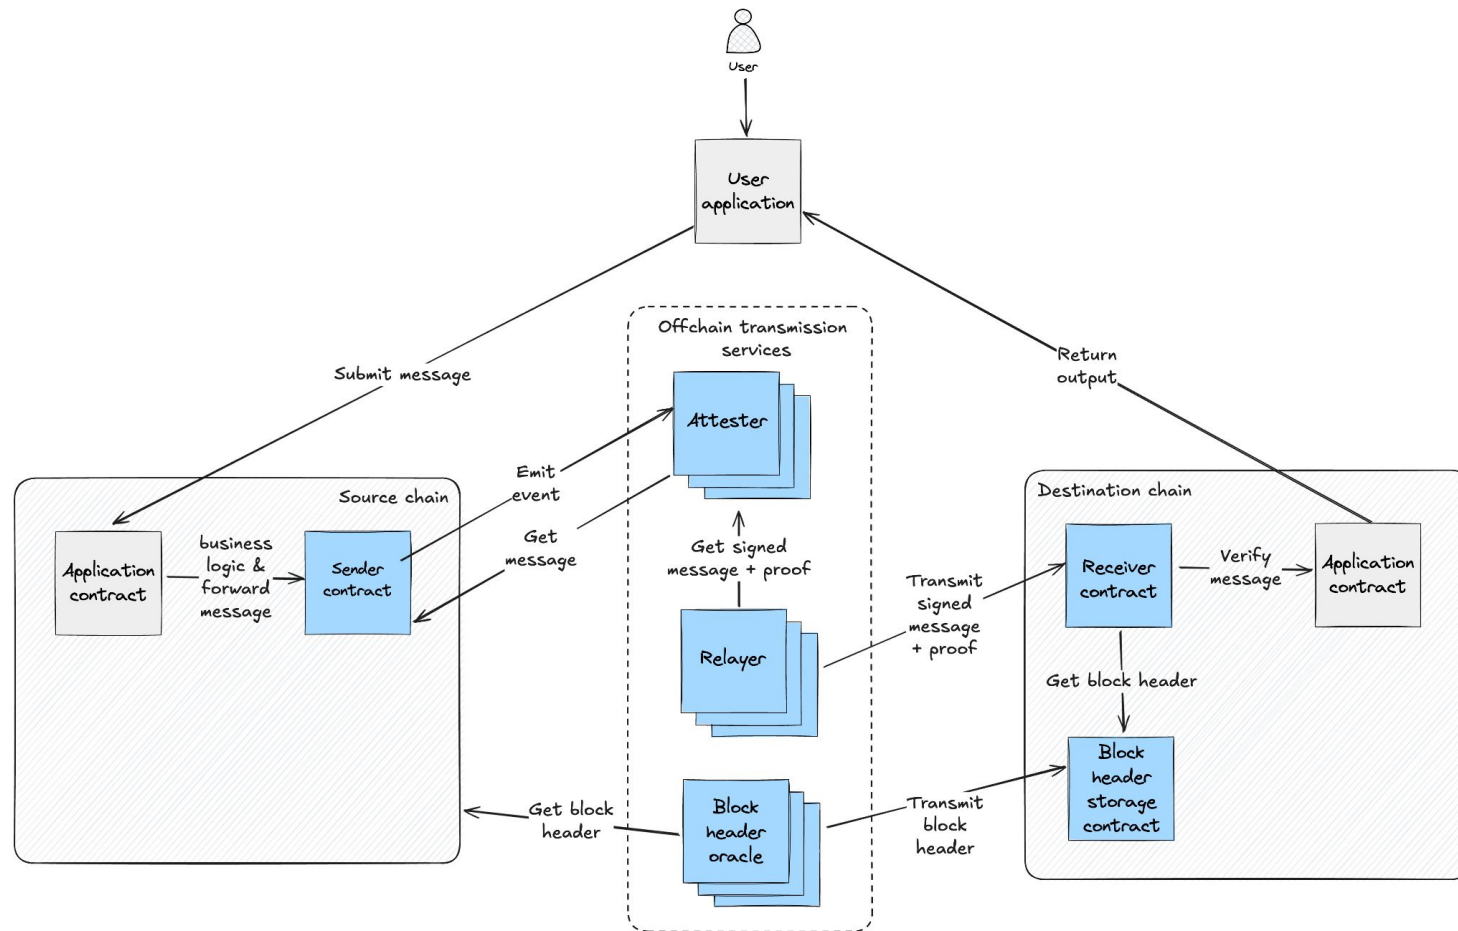 User
User
application
Offchain transmission
services
Submit message
Return
output
Attester
Emit
event
Get
message
Source chain
Application
contract
business
logic &
forward
message
Sender
contract
Get signed
message + proof
Relayer
Transmit
signed
message
+ proof
Destination chain
Receiver
contract
Verify
message
Application
contract
Get block header
Get block
header
Block
header
oracle
Transmit
block
header
Block
header
storage
contract